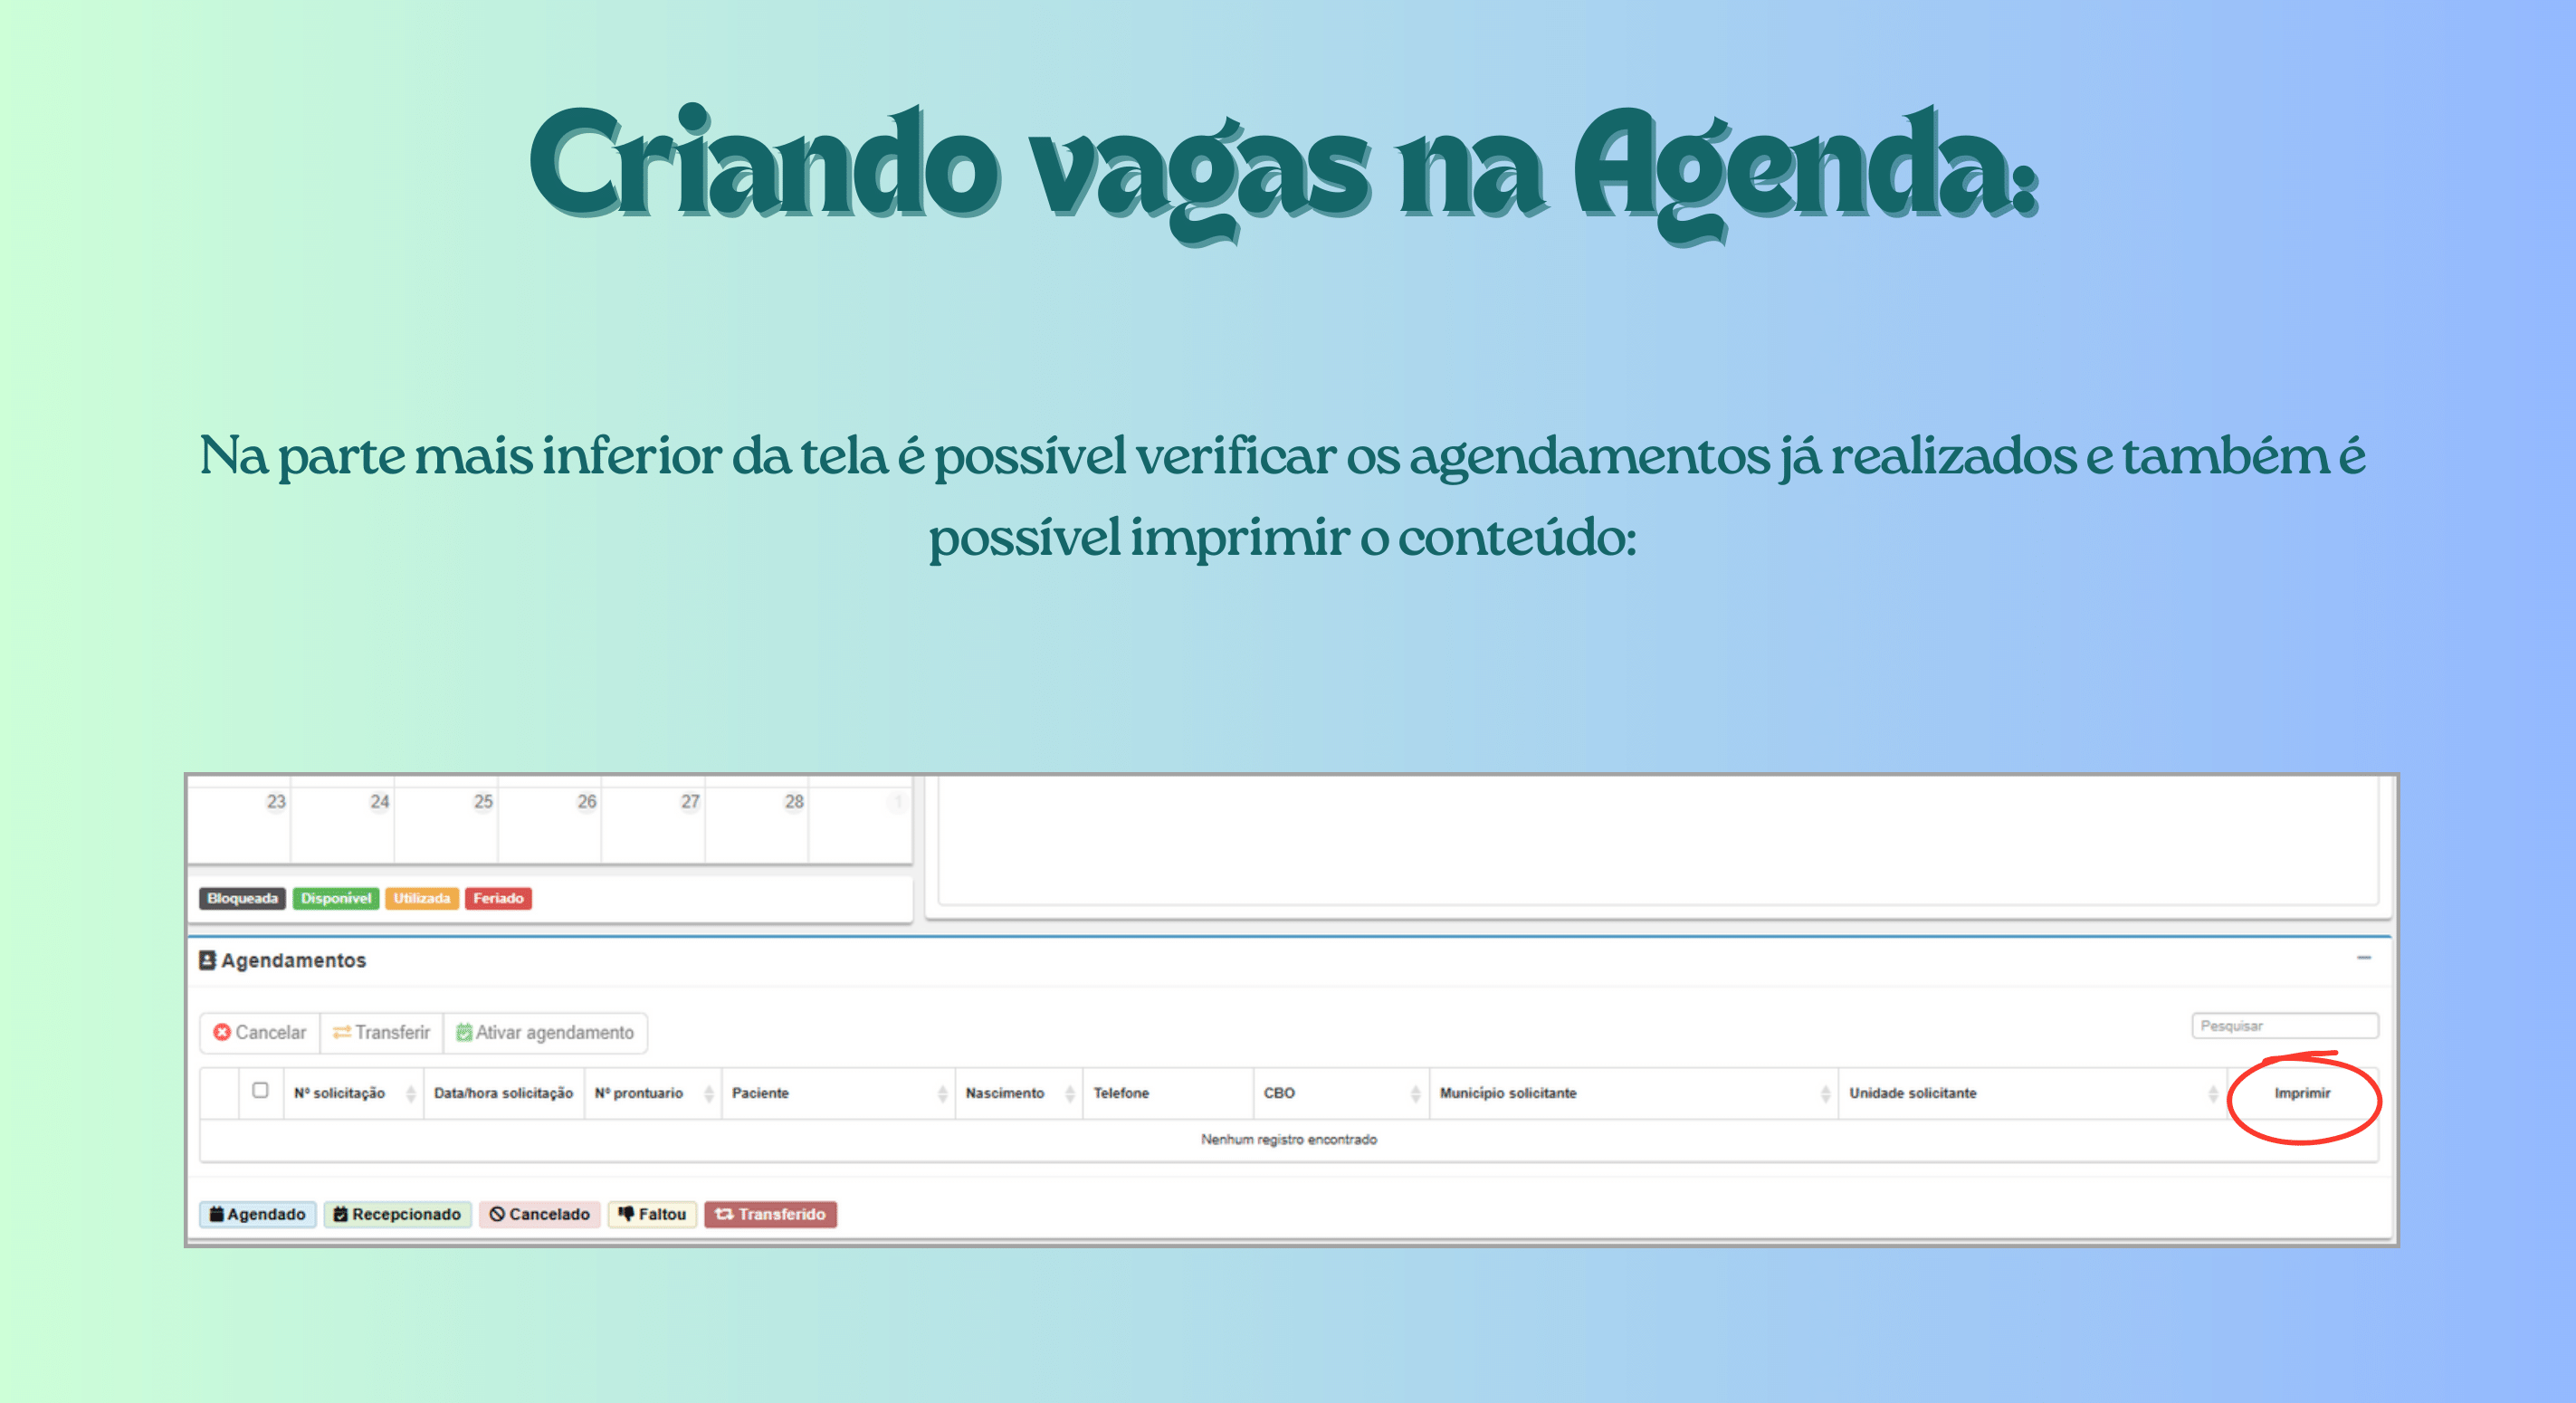 Criando vagas na Agenda:
Na parte mais inferior da tela é possível verificar os agendamentos já realizados e também é
possível imprimir o conteúdo:
23 24 25 26 27 28 1
Bloqueada Disponível Utilizada Feriado
Agendamentos
Cancelar Transferir Ativar agendamento
Pesquisar
Nº solicitação Data/hora solicitação Nº prontuario Paciente Nascimento Telefone CBO Município solicitante Unidade solicitante Imprimir
Nenhum registro encontrado
Agendado Recepcionado Cancelado Faltou Transferido